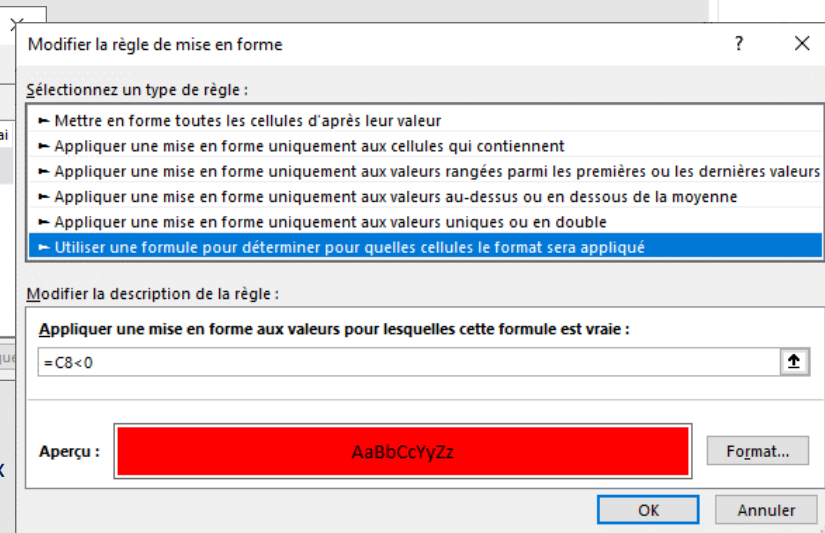 Modifier la règle de mise en forme ?
Sélectionnez un type de règle :
ai
► Mettre en forme toutes les cellules d'après leur valeur
► Appliquer une mise en forme uniquement aux cellules qui contiennent
► Appliquer une mise en forme uniquement aux valeurs rangées parmi les premières ou les dernières valeurs
► Appliquer une mise en forme uniquement aux valeurs au-dessus ou en dessous de la moyenne
► Appliquer une mise en forme uniquement aux valeurs uniques ou en double
► Utiliser une formule pour déterminer pour quelles cellules le format sera appliqué
Modifier la description de la règle :
Appliquer une mise en forme aux valeurs pour lesquelles cette formule est vraie :
que
=C8<0
Aperçu : AaBbCcYyZz Format...
x
OK Annuler